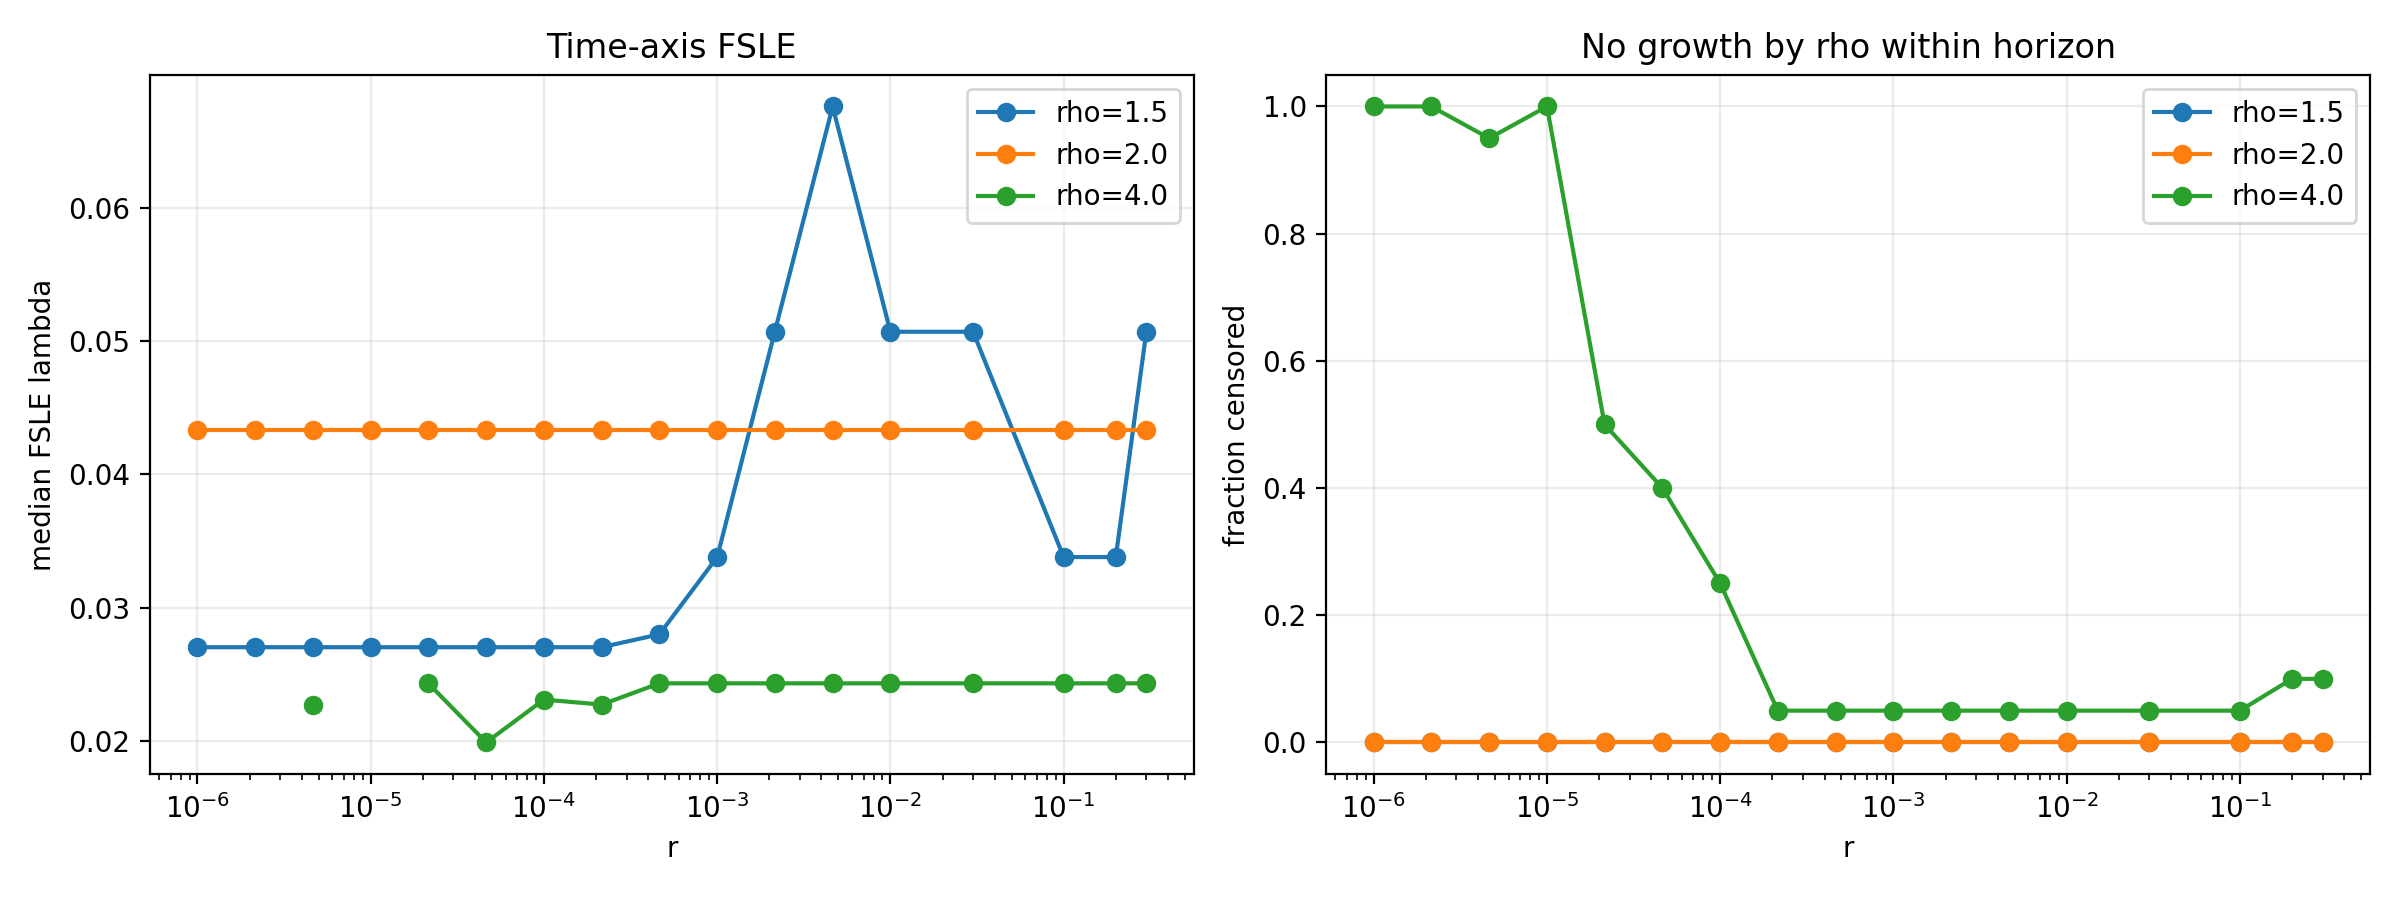 Time-axis FSLE
median FSLE lambda
0.06
0.05
0.04
0.03
0.02
rho=1.5
rho=2.0
rho=4.0
10⁻⁶
10⁻⁵
10⁻⁴
10⁻³
10⁻²
10⁻¹
r
No growth by rho within horizon
fraction censored
1.0
0.8
0.6
0.4
0.2
0.0
rho=1.5
rho=2.0
rho=4.0
10⁻⁶
10⁻⁵
10⁻⁴
10⁻³
10⁻²
10⁻¹
r